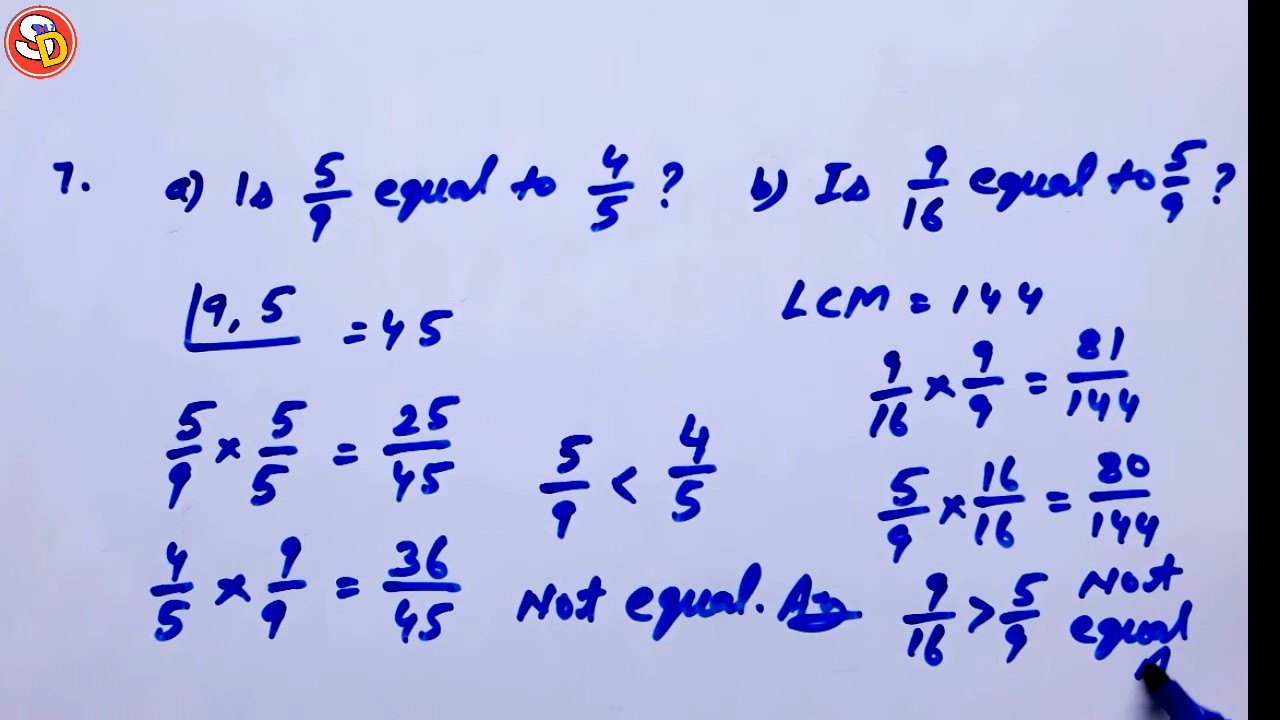 SD
7. a) Is 5/9 equal to 4/5 ? b) Is 9/16 equal to 5/9 ?
9, 5 = 45
5/9 × 5/5 = 25/45
4/5 × 9/9 = 36/45
5/9 < 4/5
Not equal. Ans
LCM = 144
9/16 × 9/9 = 81/144
5/9 × 16/16 = 80/144
9/16 > 5/9 Not
equal
A